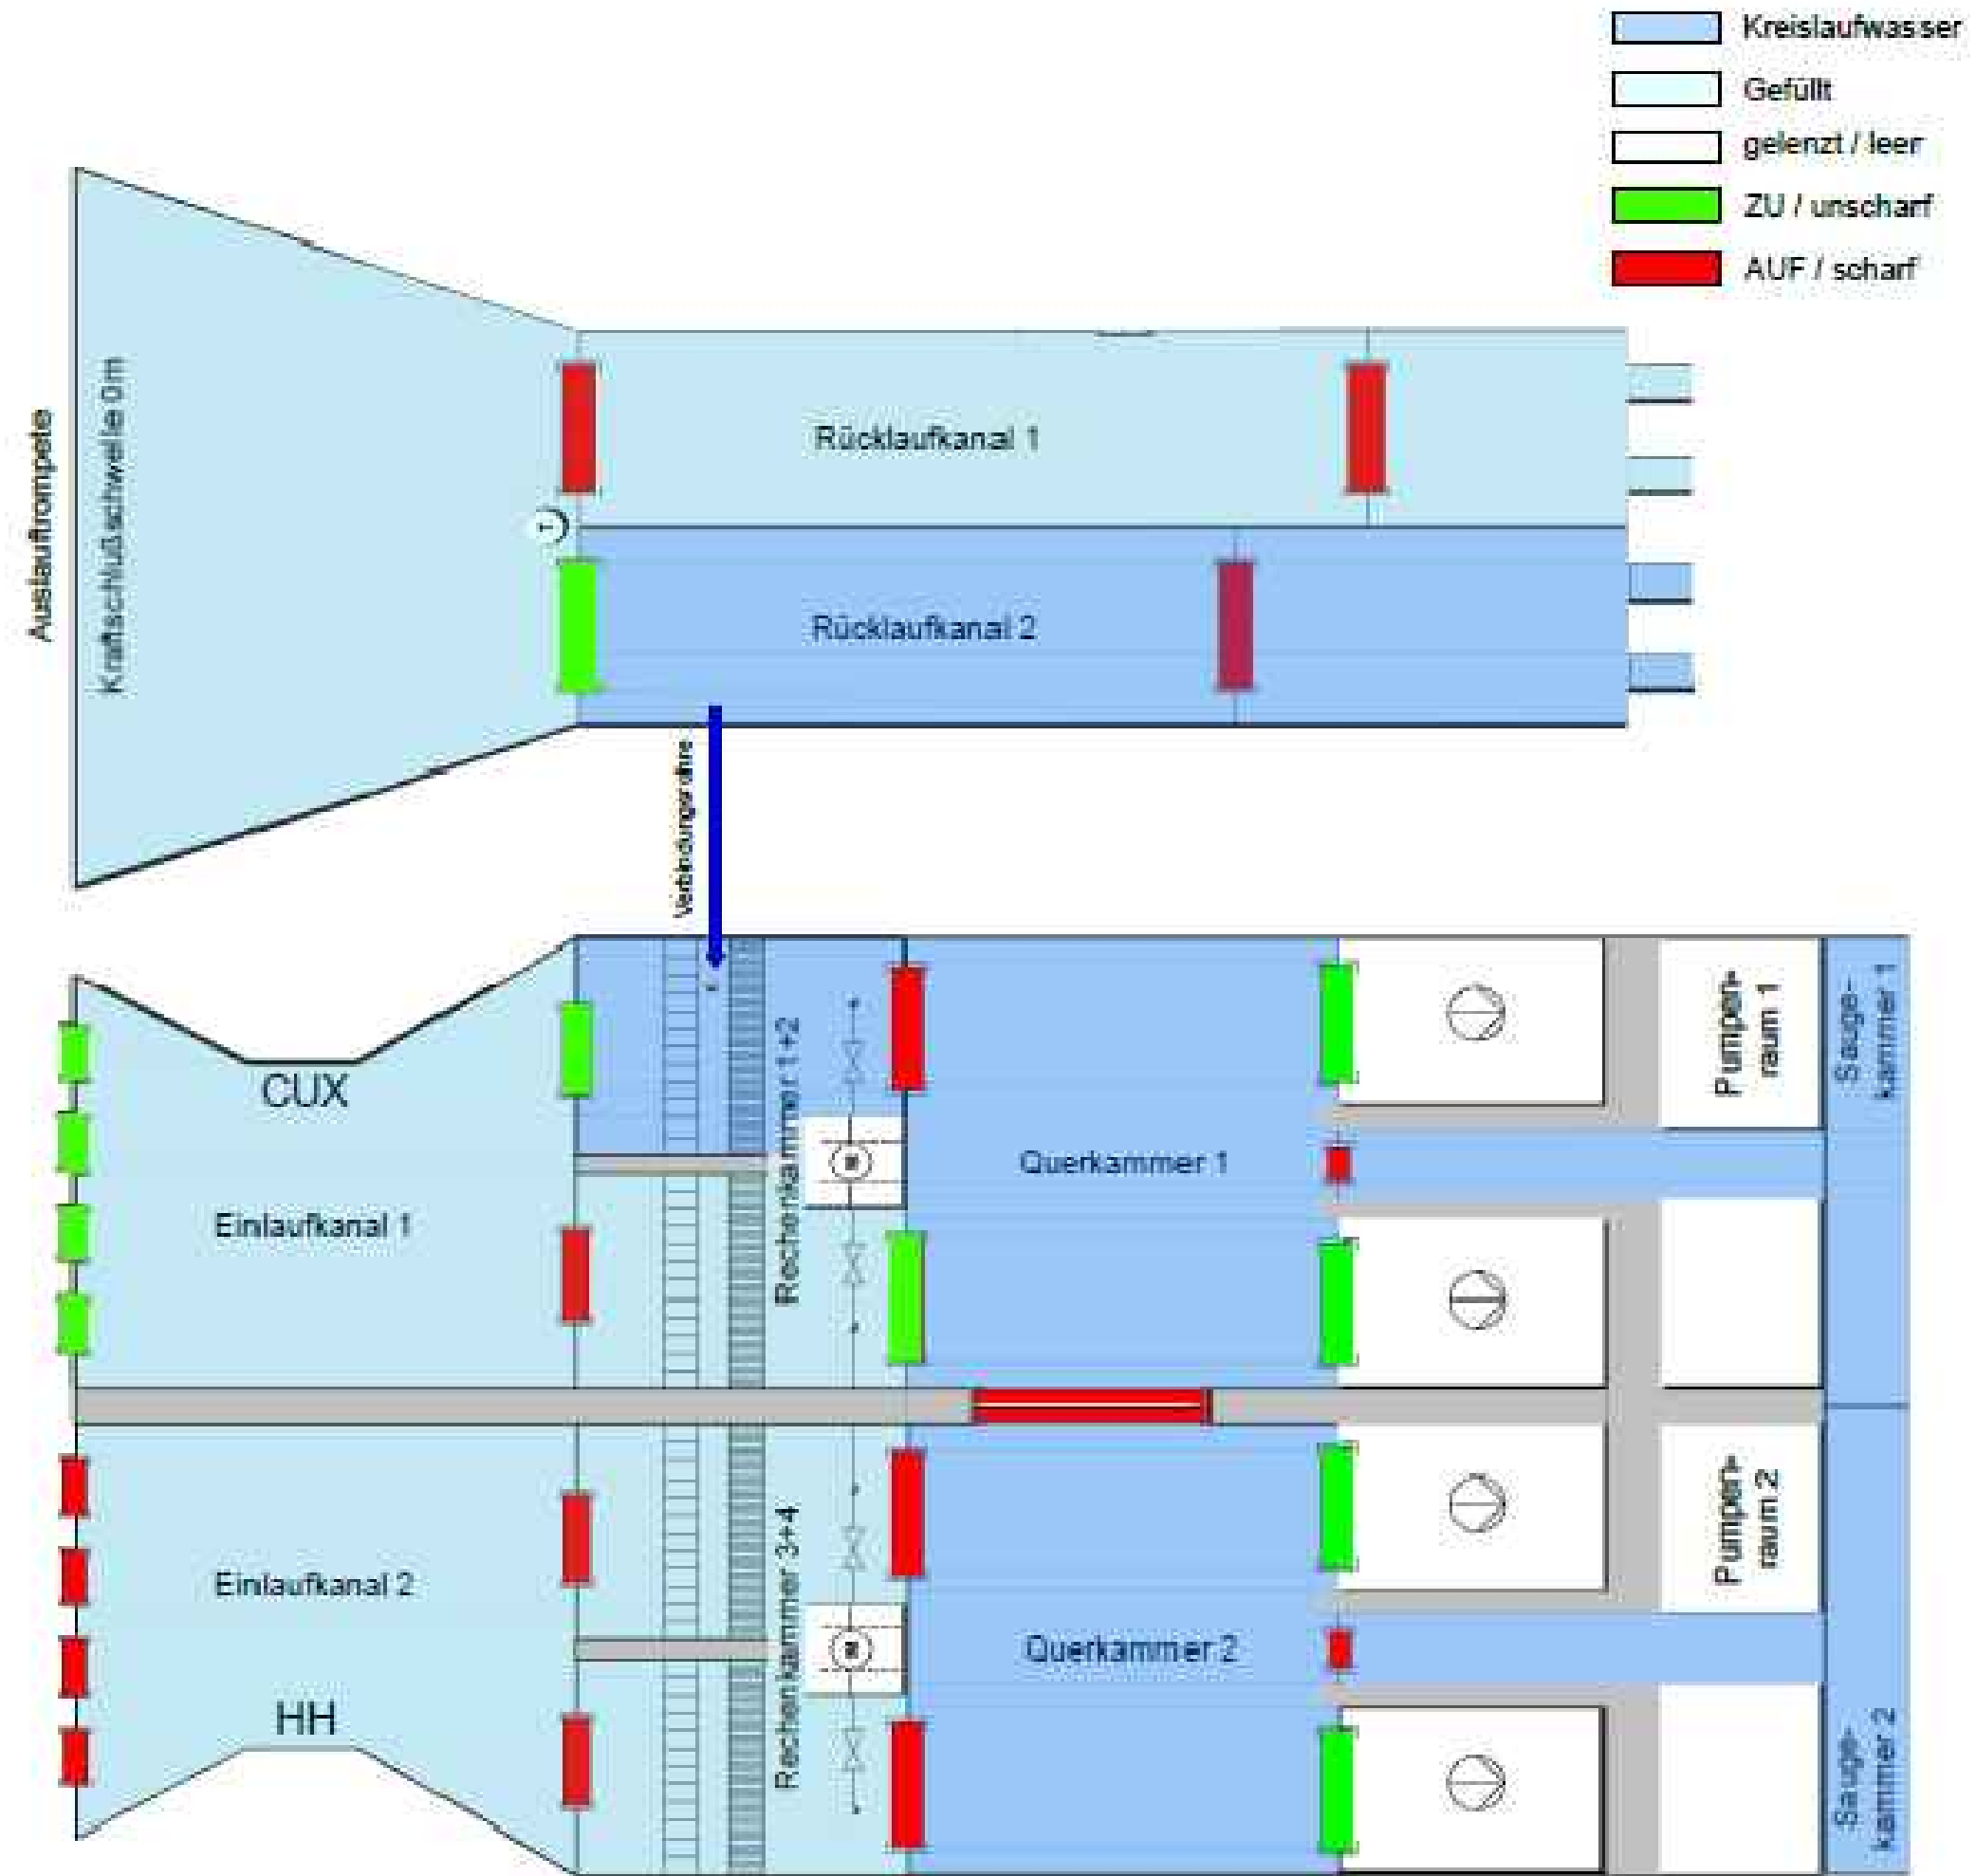 Kreislaufwasser
Gefüllt
gelenzt / leer
ZU / unscharf
AUF / scharf
Auslauftrompete
Kraftschlußschwelle 0m
Rücklaufkanal 1
Rücklaufkanal 2
Verbindungsrohre
CUX
Einlaufkanal 1
Rechenkammer 1+2
Querkammer 1
Pumpen-
raum 1
Sauge-
kammer 1
Einlaufkanal 2
HH
Rechenkammer 3+4
Querkammer 2
Pumpen-
raum 2
Sauge-
kammer 2